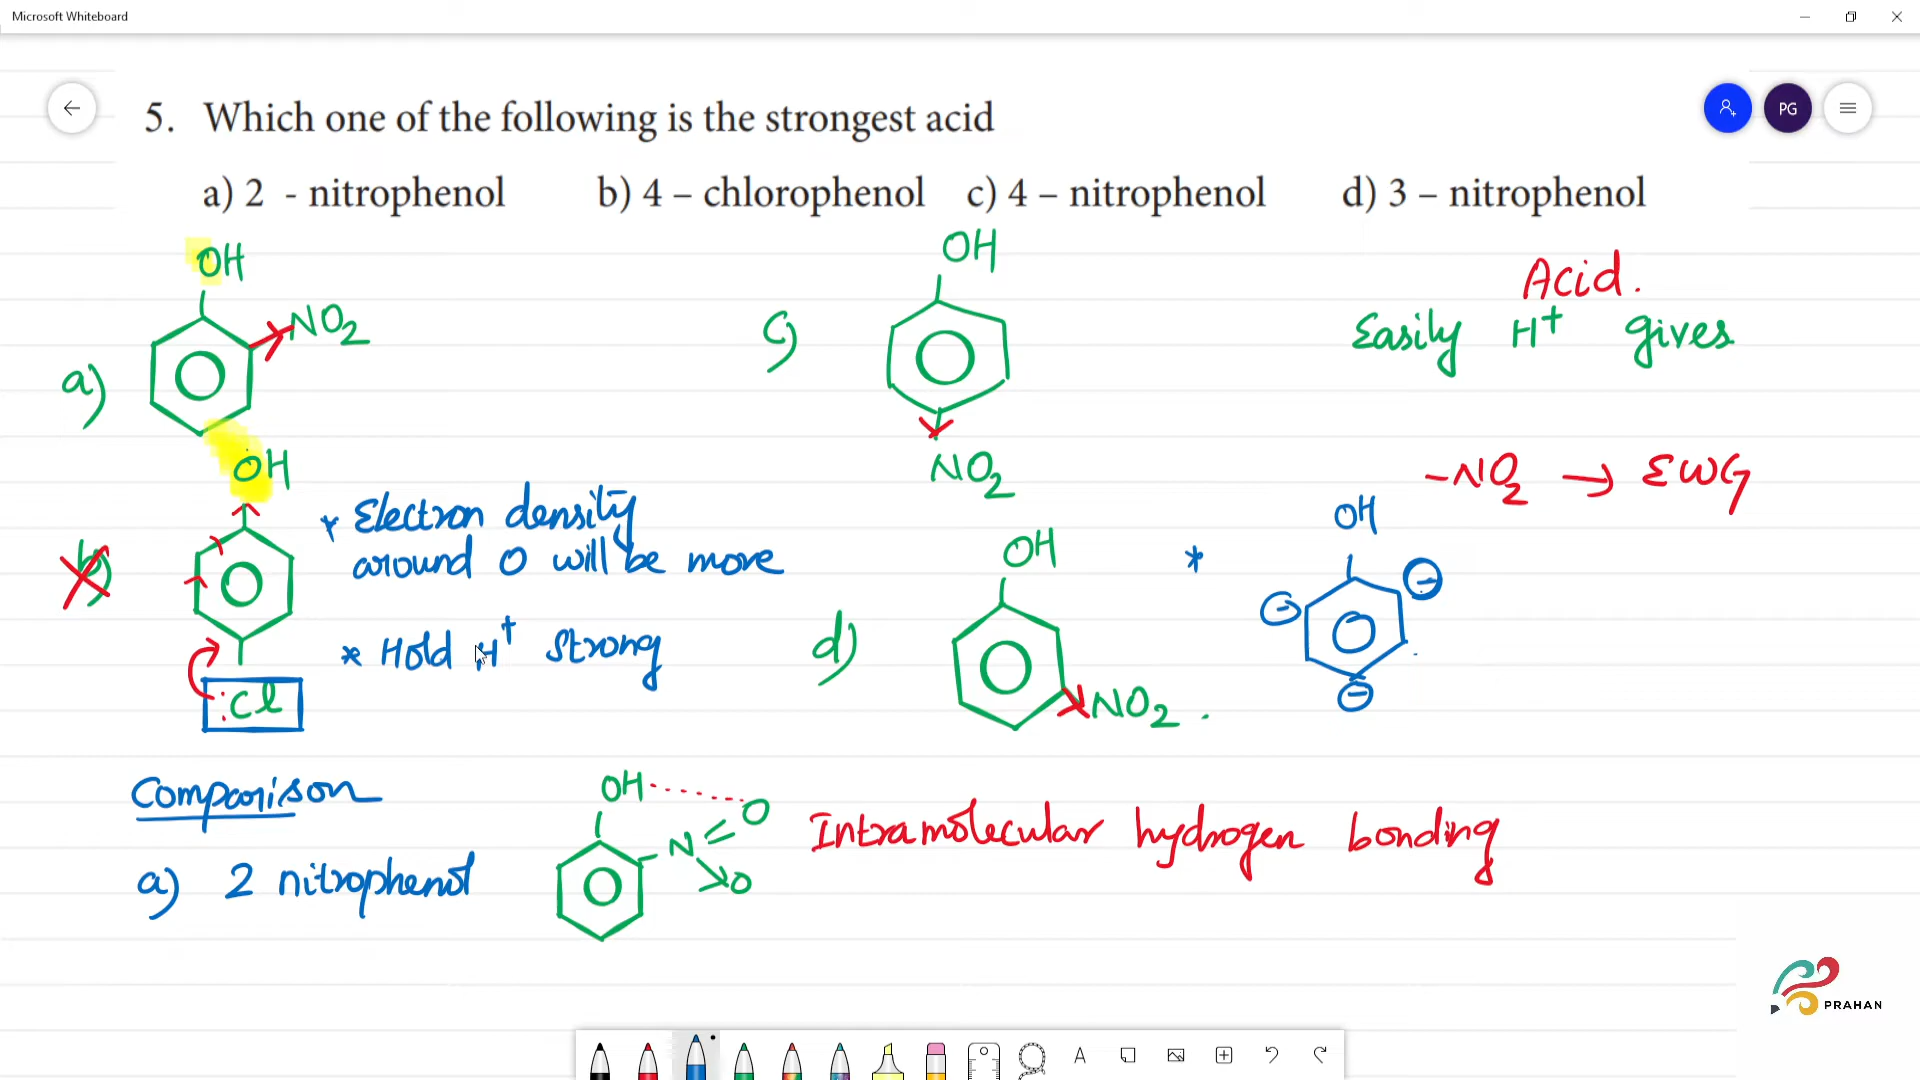 Microsoft Whiteboard
PG
5. Which one of the following is the strongest acid
a) 2 - nitrophenol b) 4 – chlorophenol c) 4 – nitrophenol d) 3 – nitrophenol
a)
OH
NO2
c)
OH
NO2
Acid.
Easily H+ gives
-NO2 → EWG
b)
OH
:Cl
* Electron density
around O will be more
* Hold H+ strong
d)
OH
NO2
*
OH
Comparison
a) 2 nitrophenol
OH
N
O
O
Intramolecular hydrogen bonding
PRAHAN
A